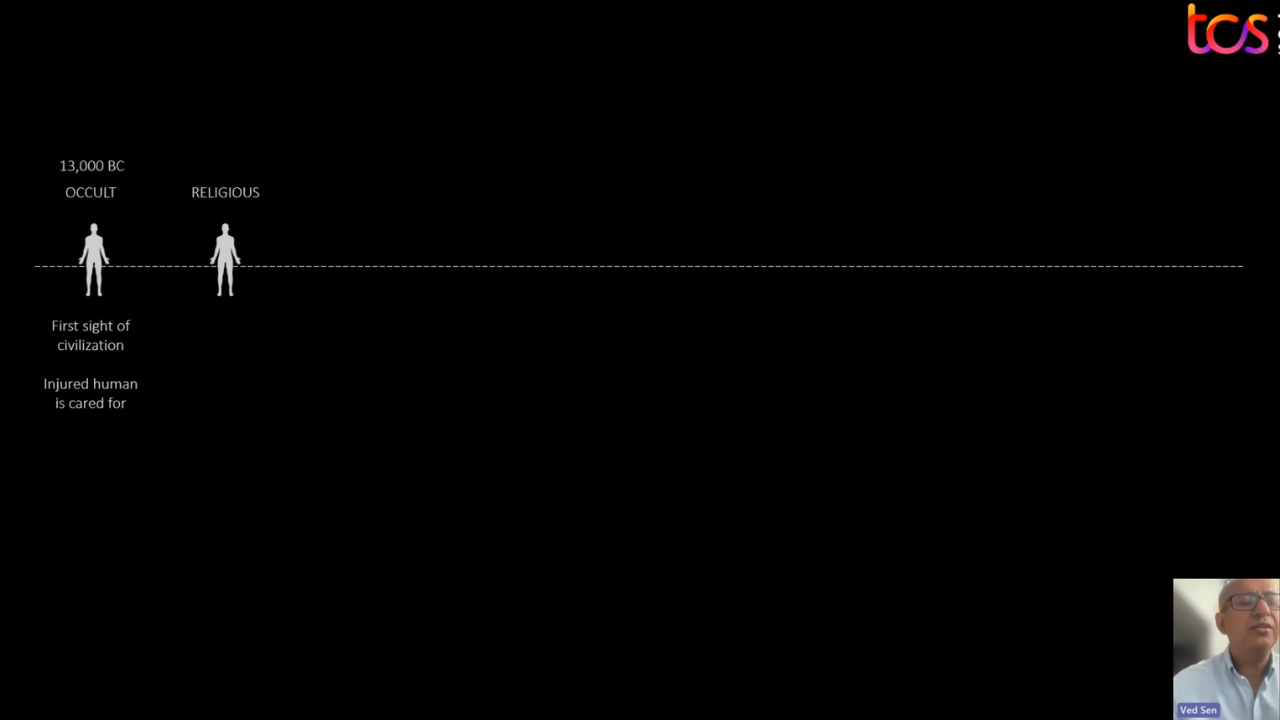 tcs
13,000 BC
OCCULT
RELIGIOUS
First sight of
civilization
Injured human
is cared for
Ved Sen